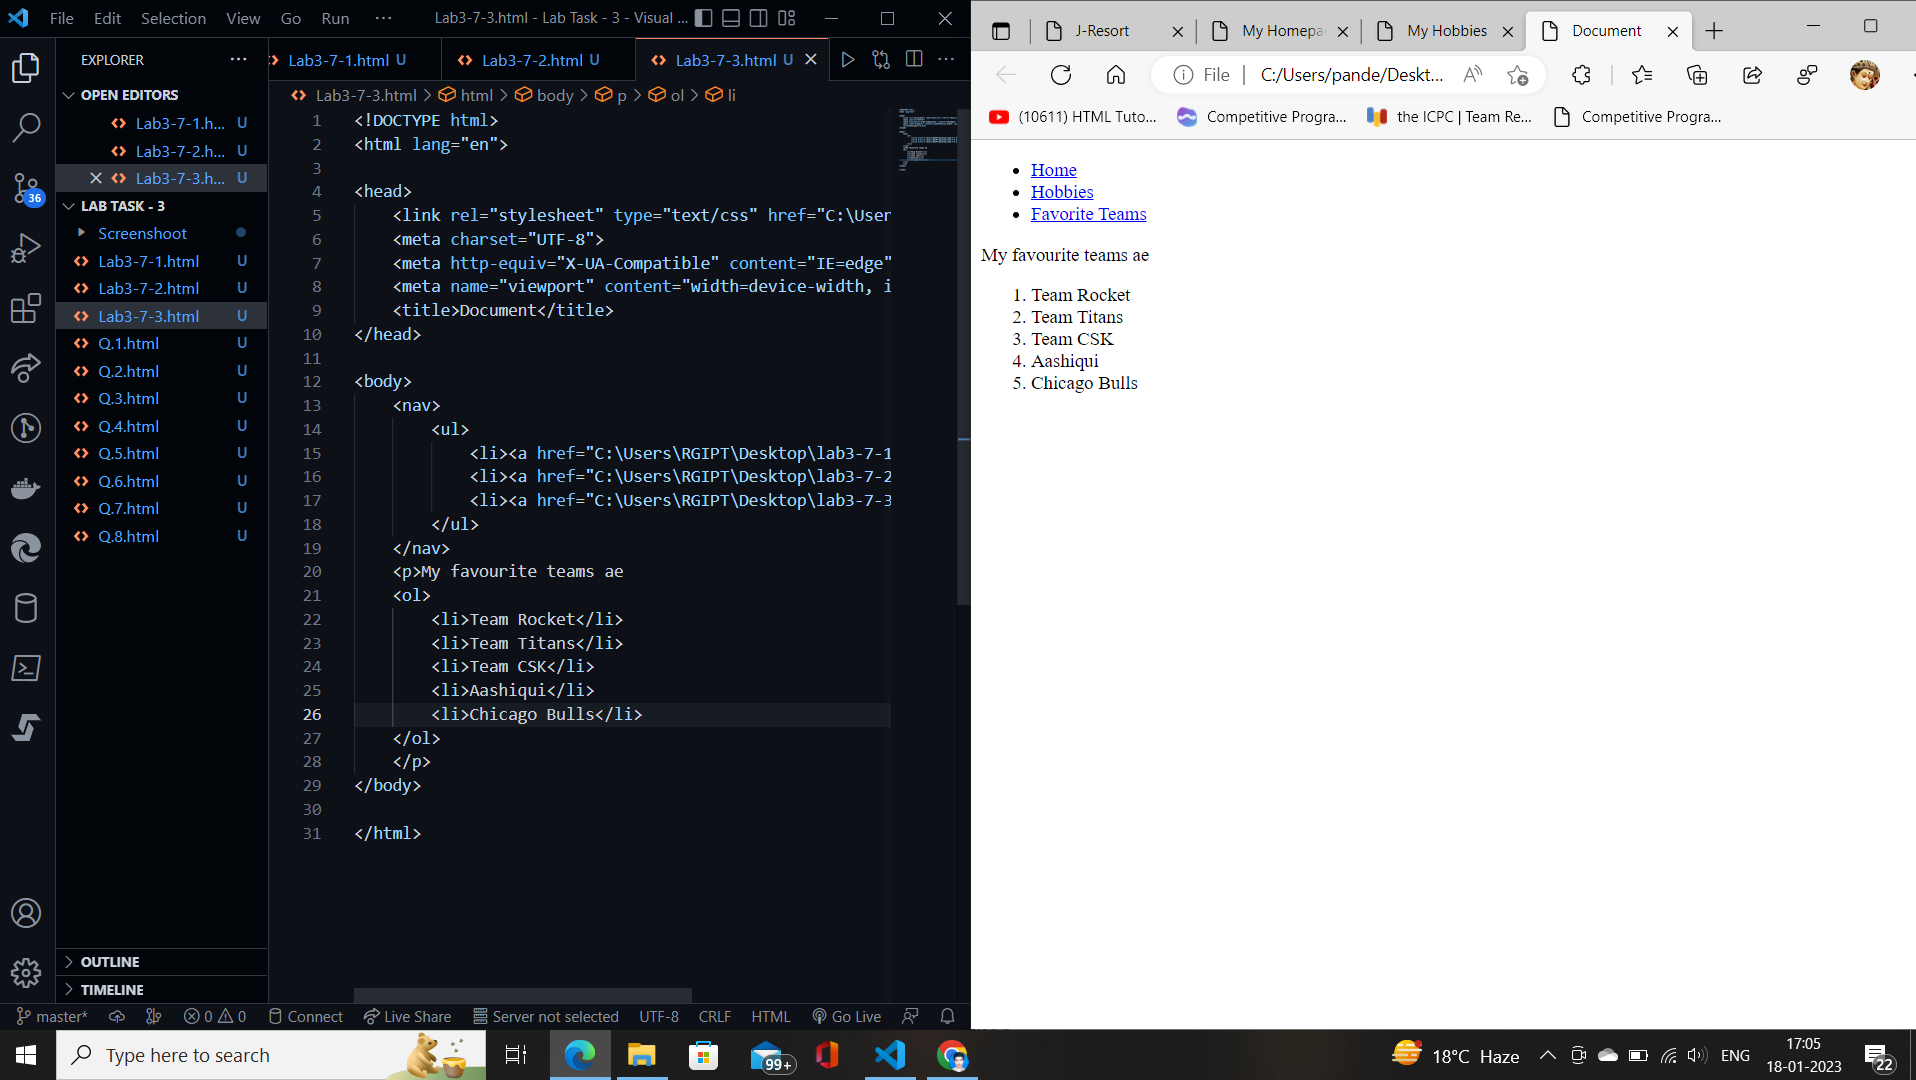 File Edit Selection View Go Run ··· Lab3-7-3.html - Lab Task - 3 - Visual ...
EXPLORER ···
OPEN EDITORS
Lab3-7-1.h... U
Lab3-7-2.h... U
Lab3-7-3.h... U
LAB TASK - 3
Screenshoot
Lab3-7-1.html U
Lab3-7-2.html U
Lab3-7-3.html U
Q.1.html U
Q.2.html U
Q.3.html U
Q.4.html U
Q.5.html U
Q.6.html U
Q.7.html U
Q.8.html U
OUTLINE
TIMELINE
36
Lab3-7-1.html U Lab3-7-2.html U Lab3-7-3.html U
Lab3-7-3.html > html > body > p > ol > li
1 <!DOCTYPE html>
2 <html lang="en">
3
4 <head>
5 <link rel="stylesheet" type="text/css" href="C:\User
6 <meta charset="UTF-8">
7 <meta http-equiv="X-UA-Compatible" content="IE=edge"
8 <meta name="viewport" content="width=device-width, i
9 <title>Document</title>
10 </head>
11
12 <body>
13 <nav>
14 <ul>
15 <li><a href="C:\Users\RGIPT\Desktop\lab3-7-1
16 <li><a href="C:\Users\RGIPT\Desktop\lab3-7-2
17 <li><a href="C:\Users\RGIPT\Desktop\lab3-7-3
18 </ul>
19 </nav>
20 <p>My favourite teams ae
21 <ol>
22 <li>Team Rocket</li>
23 <li>Team Titans</li>
24 <li>Team CSK</li>
25 <li>Aashiqui</li>
26 <li>Chicago Bulls</li>
27 </ol>
28 </p>
29 </body>
30
31 </html>
master* 0 0 Connect Live Share Server not selected UTF-8 CRLF HTML Go Live
J-Resort My Homepa My Hobbies Document
File C:/Users/pande/Deskt...
(10611) HTML Tuto... Competitive Progra... the ICPC | Team Re... Competitive Progra...
Home
Hobbies
Favorite Teams
My favourite teams ae
1. Team Rocket
2. Team Titans
3. Team CSK
4. Aashiqui
5. Chicago Bulls
Type here to search 99+ 18°C Haze ENG 17:05
18-01-2023 22